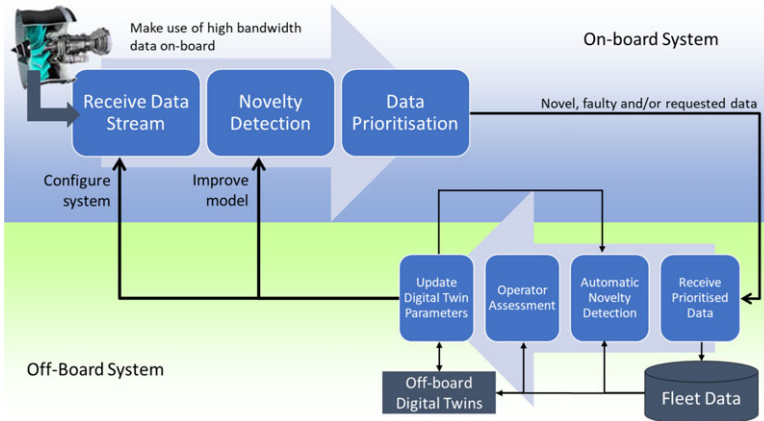 Make use of high bandwidth
data on-board
On-board System
Receive Data
Stream
Novelty
Detection
Data
Prioritisation
Novel, faulty and/or requested data
Configure
system
Improve
model
Update
Digital Twin
Parameters
Operator
Assessment
Automatic
Novelty
Detection
Receive
Prioritised
Data
Off-Board System
Off-board
Digital Twins
Fleet Data